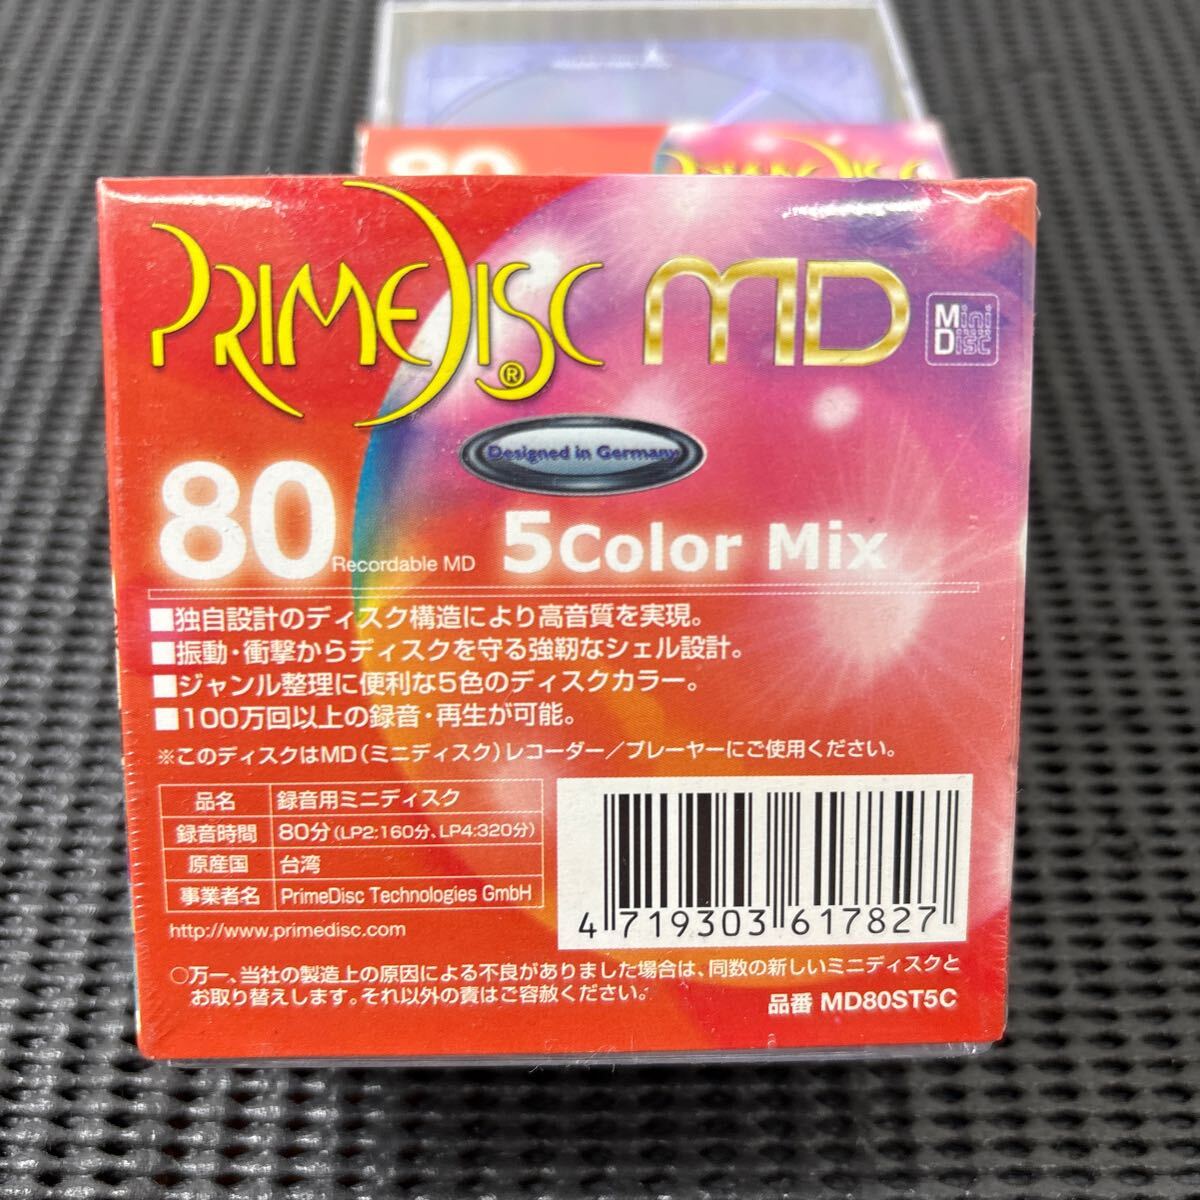 80
PRIMEDISC
PRIMEDISC® MD
Mini Disc
Designed in Germany
80 Recordable MD 5Color Mix
■独自設計のディスク構造により高音質を実現。
■振動・衝撃からディスクを守る強靭なシェル設計。
■ジャンル整理に便利な5色のディスクカラー。
■100万回以上の録音・再生が可能。
※このディスクはMD(ミニディスク)レコーダー／プレーヤーにご使用ください。
品名 録音用ミニディスク
録音時間 80分(LP2:160分、LP4:320分)
原産国 台湾
事業者名 PrimeDisc Technologies GmbH
http://www.primedisc.com
4 719303 617827
○万一、当社の製造上の原因による不良がありました場合は、同数の新しいミニディスクと
お取り替えします。それ以外の責はご容赦ください。
品番 MD80ST5C